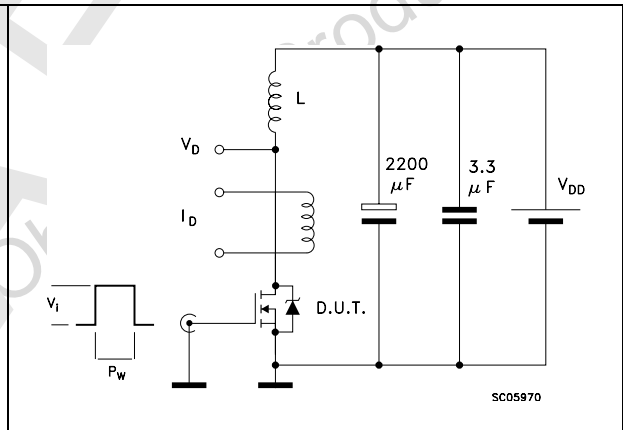 L
V_D
2200
μF
3.3
μF
V_DD
I_D
V_i
D.U.T.
P_W
SC05970